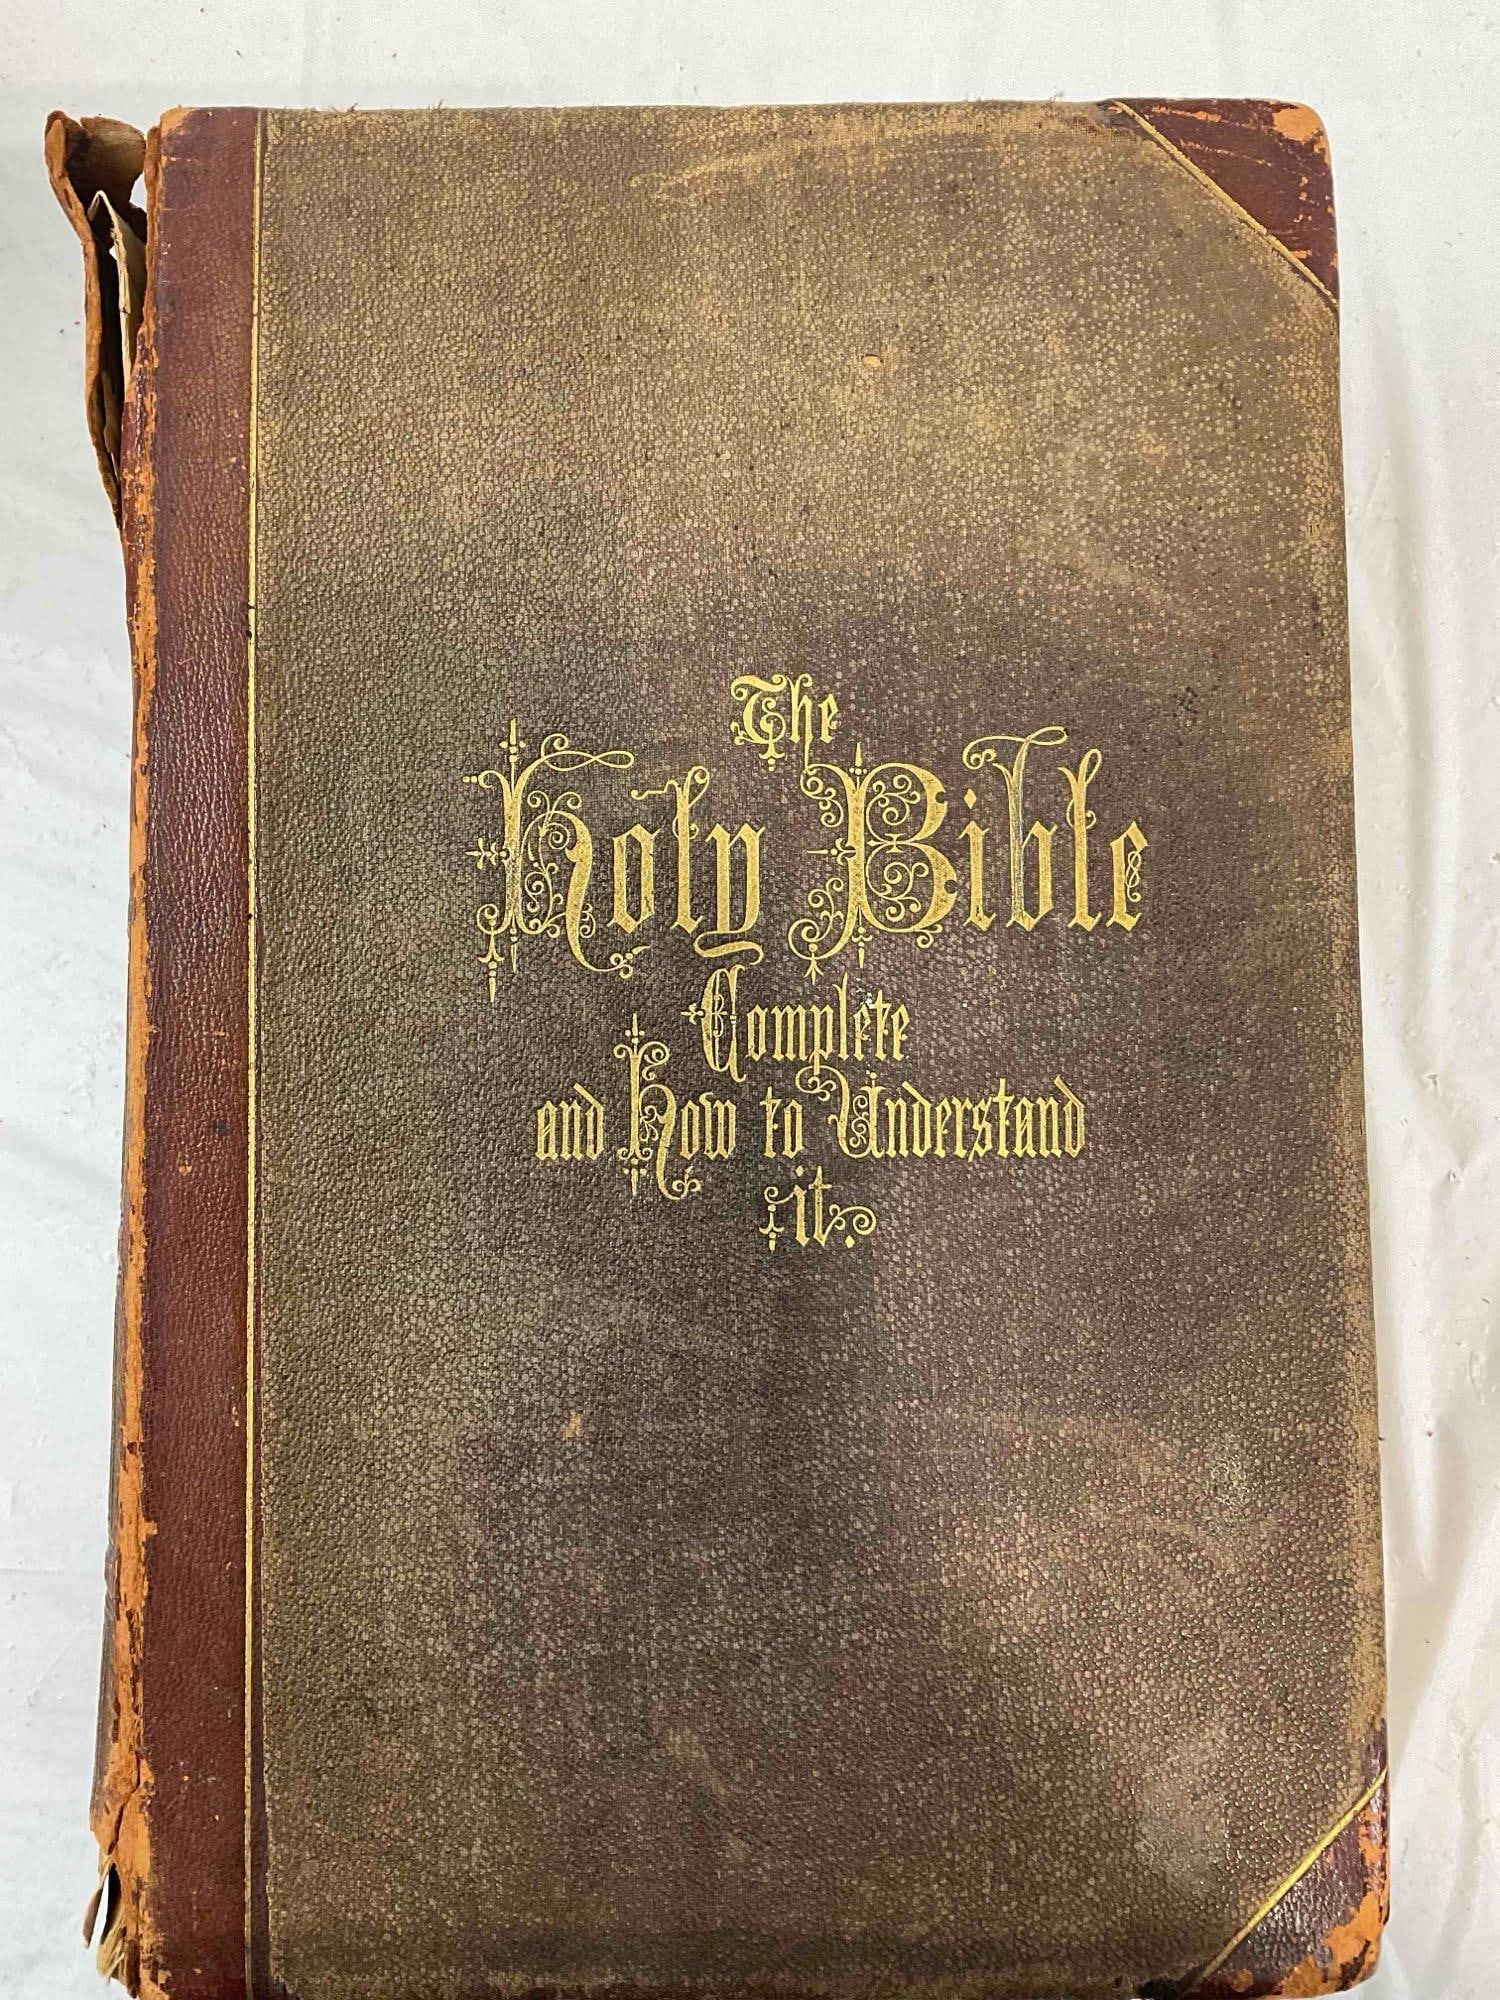 The
Holy Bible
Complete
and How to Understand
it.